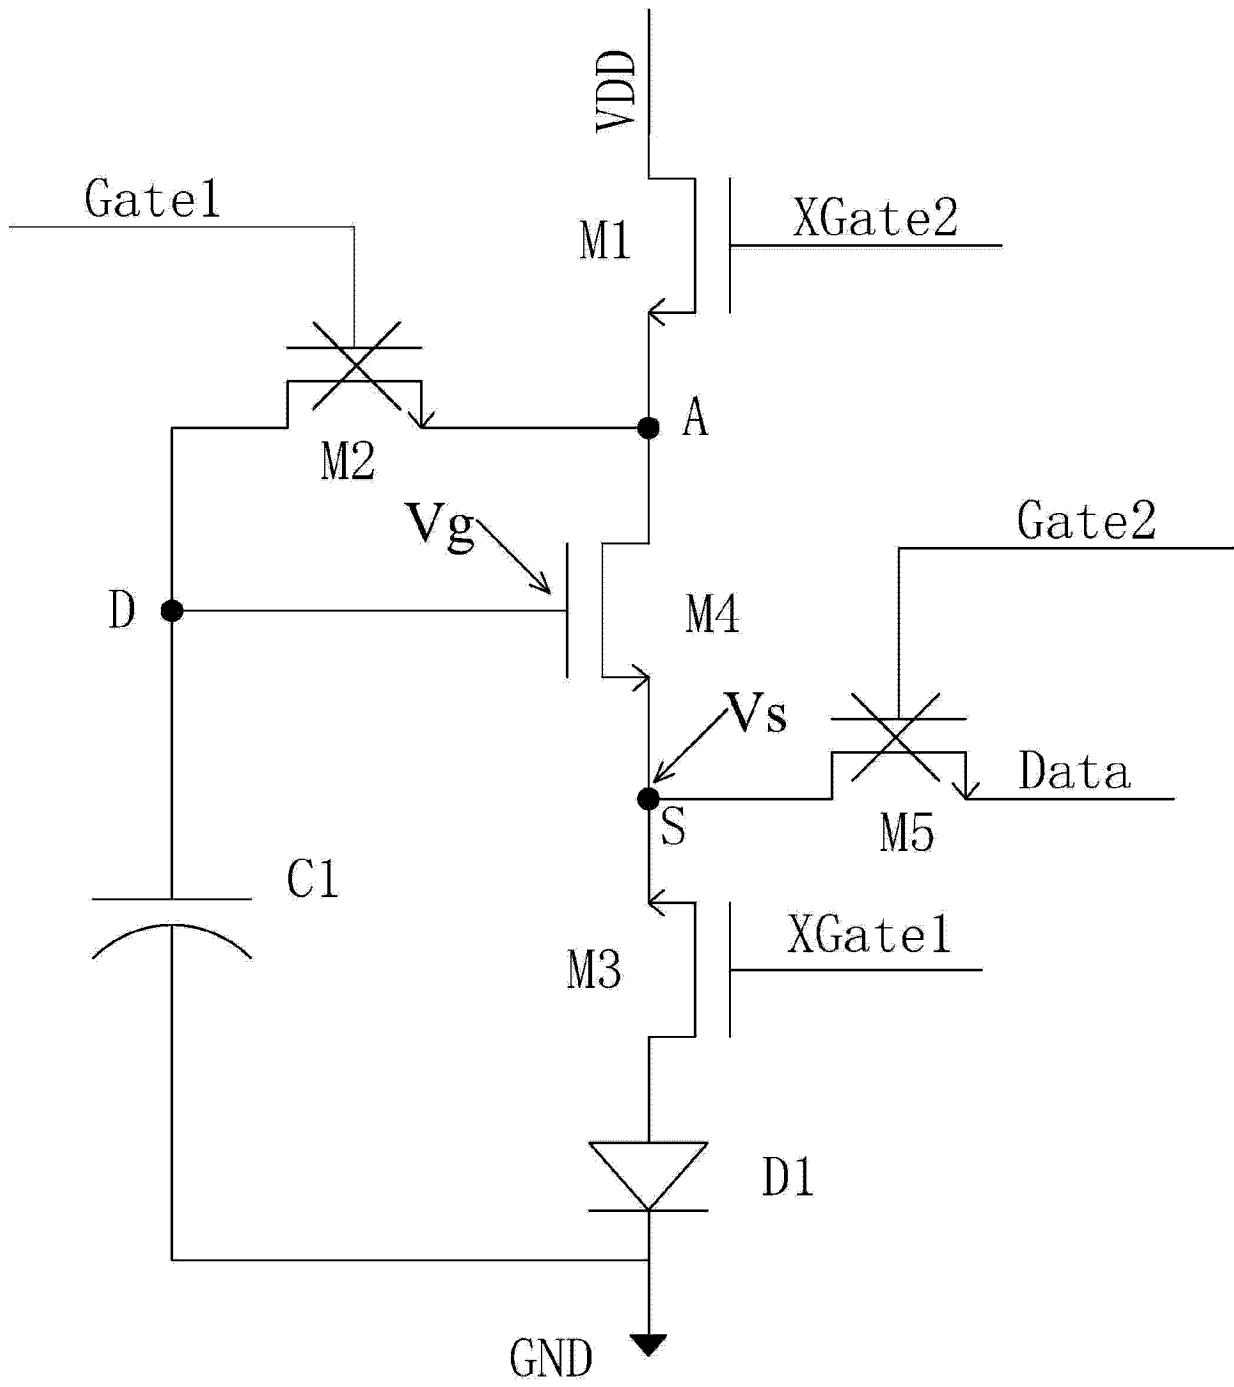 VDD
Gate1
XGate2
M1
A
M2
Vg
Gate2
D
M4
Vs
Data
S
M5
C1
XGate1
M3
D1
GND